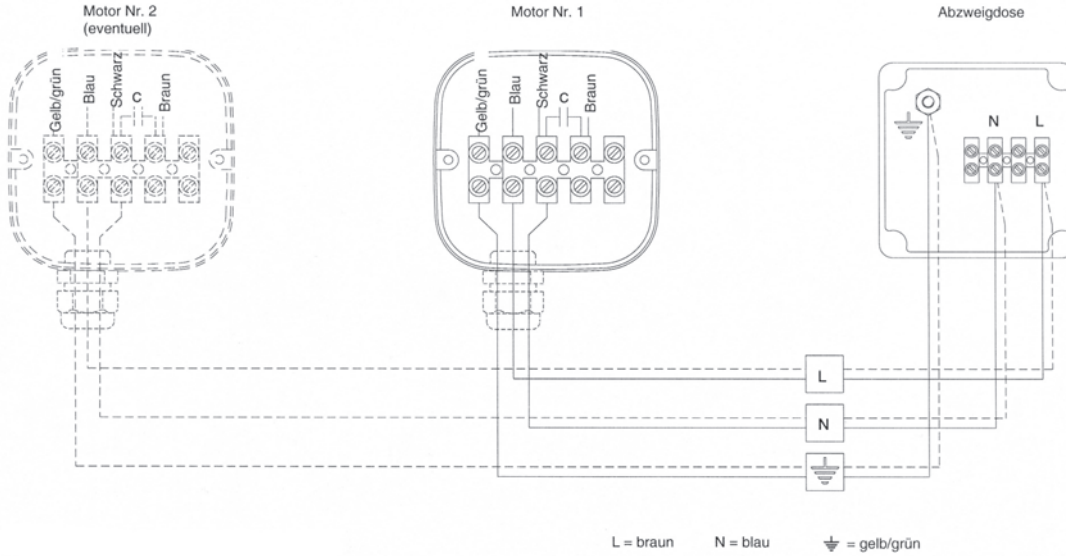 Motor Nr. 2
(eventuell)
Motor Nr. 1
Abzweigdose
Gelb/grün
Blau
Schwarz
C
Braun
Gelb/grün
Blau
Schwarz
C
Braun
N
L
L
N
L = braun
N = blau
= gelb/grün